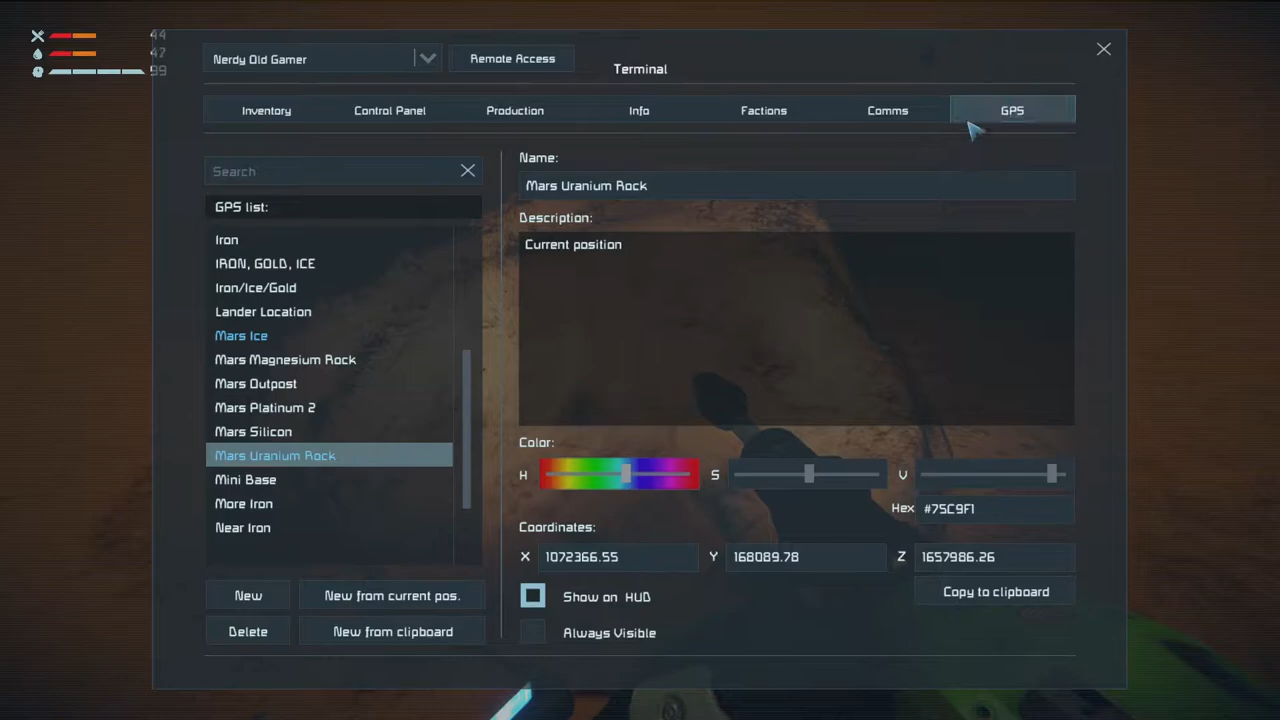 44
42
99
Nerdy Old Gamer
Remote Access
Terminal
Inventory
Control Panel
Production
Info
Factions
Comms
GPS
Search
GPS list:
Iron
IRON, GOLD, ICE
Iron/Ice/Gold
Lander Location
Mars Ice
Mars Magnesium Rock
Mars Outpost
Mars Platinum 2
Mars Silicon
Mars Uranium Rock
Mini Base
More Iron
Near Iron
New
New from current pos.
Delete
New from clipboard
Name:
Mars Uranium Rock
Description:
Current position
Color:
H
S
V
Hex #75C9F1
Coordinates:
X 1072366.55 Y 168089.78 Z 1657986.26
Show on HUD
Copy to clipboard
Always Visible